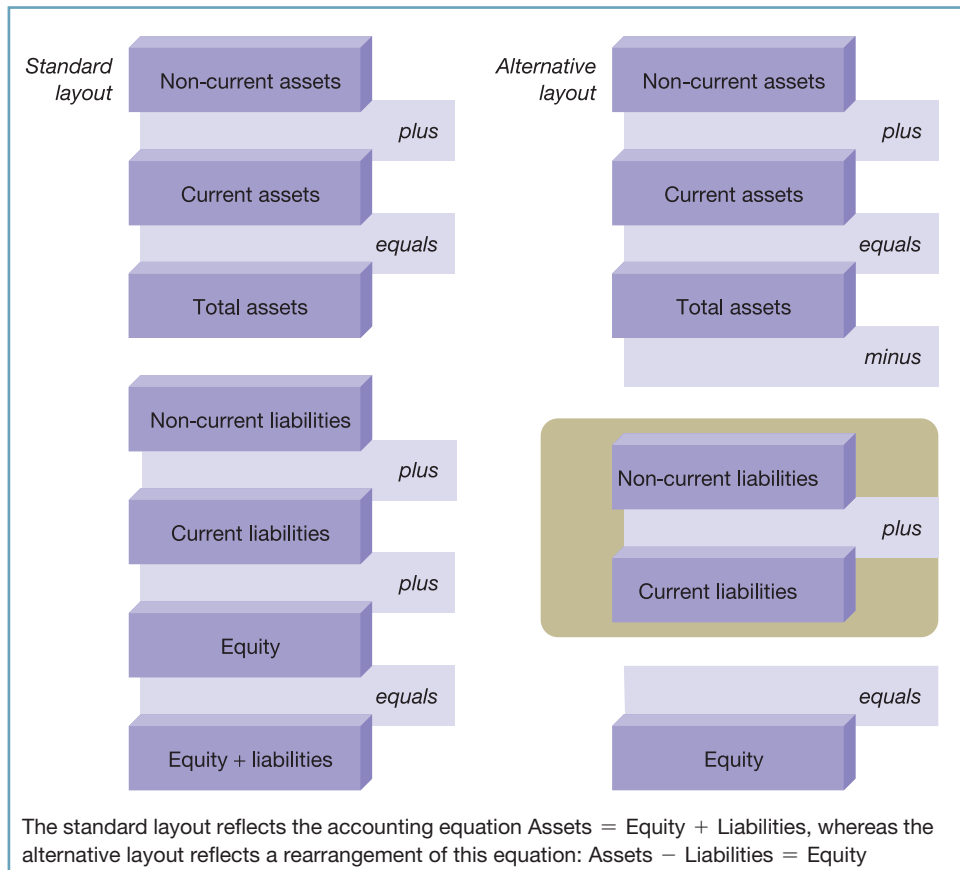 Standard
layout
Non-current assets
plus
Current assets
equals
Total assets
Non-current liabilities
plus
Current liabilities
plus
Equity
equals
Equity + liabilities
Alternative
layout
Non-current assets
plus
Current assets
equals
Total assets
minus
Non-current liabilities
plus
Current liabilities
equals
Equity
The standard layout reflects the accounting equation Assets = Equity + Liabilities, whereas the
alternative layout reflects a rearrangement of this equation: Assets − Liabilities = Equity